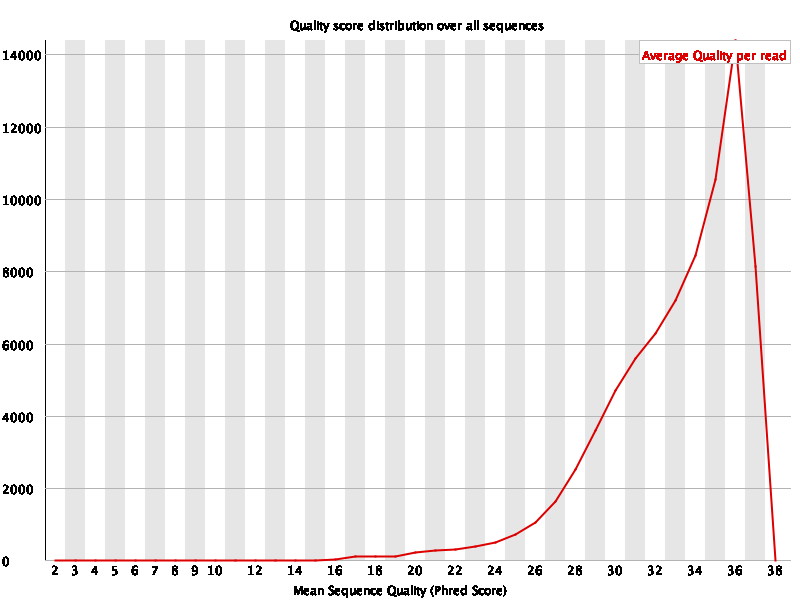 Quality score distribution over all sequences
Average Quality per read
14000
12000
10000
8000
6000
4000
2000
0
2 3 4 5 6 7 8 9 10 12 14 16 18 20 22 24 26 28 30 32 34 36 38
Mean Sequence Quality (Phred Score)